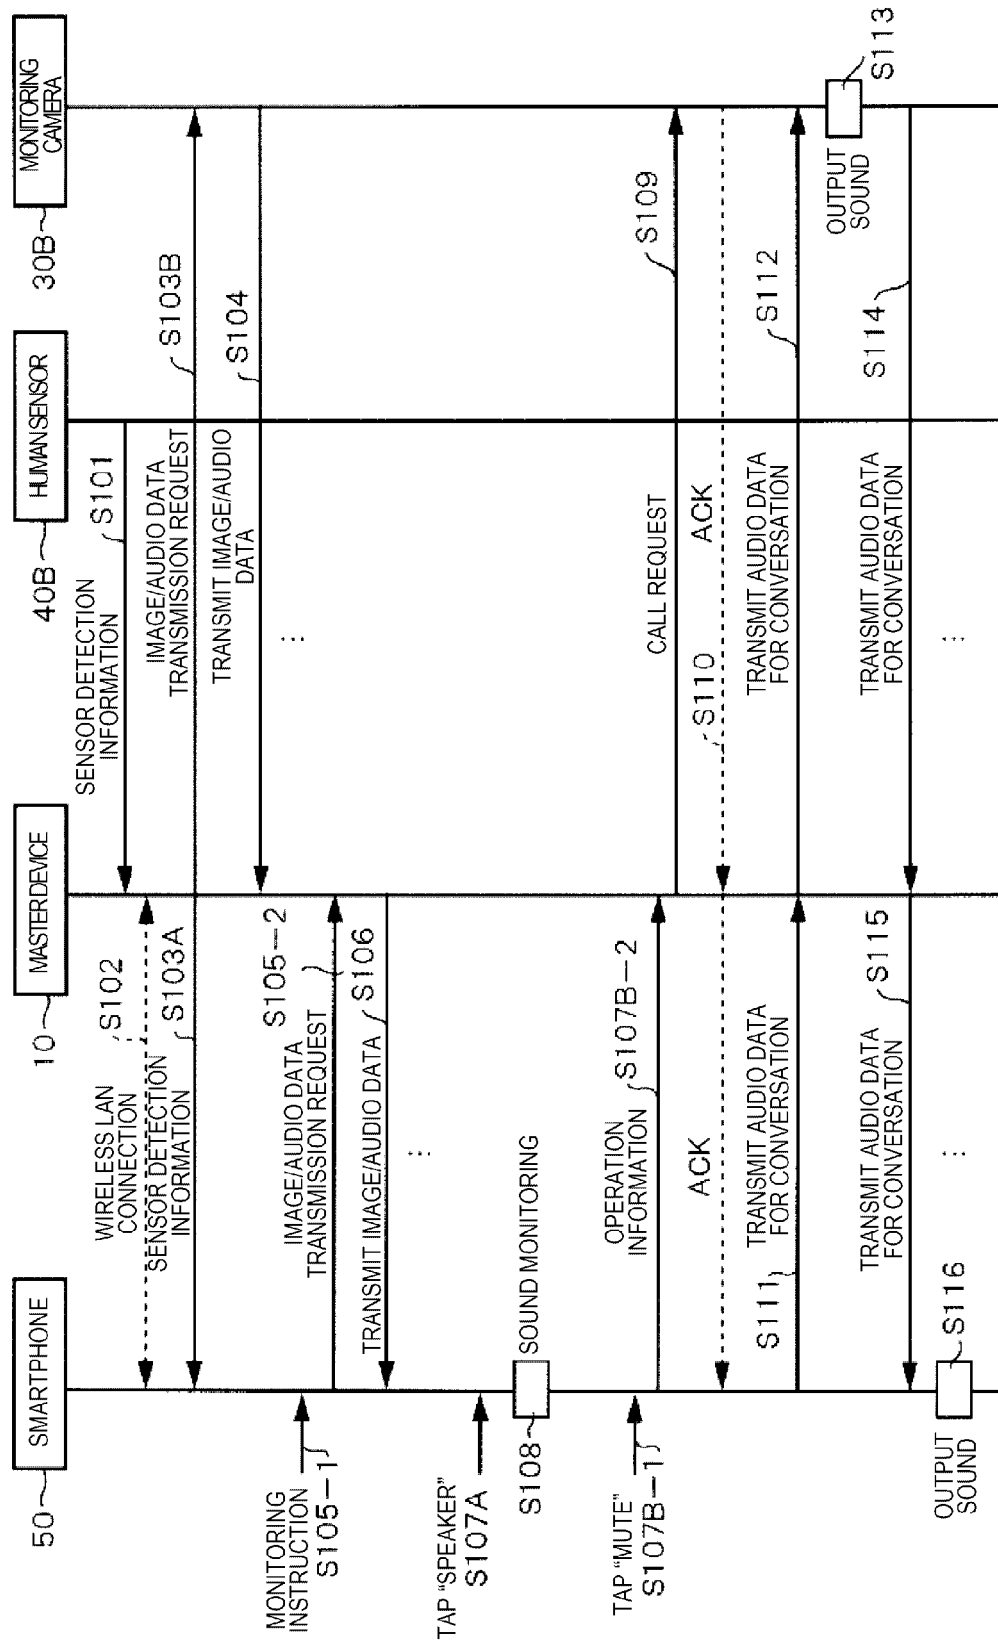 50
SMARTPHONE
10
MASTER DEVICE
40B
HUMAN SENSOR
30B
MONITORING
CAMERA
SENSOR DETECTION
INFORMATION
S101
WIRELESS LAN
CONNECTION
S102
SENSOR DETECTION
INFORMATION
S103A
IMAGE/AUDIO DATA
TRANSMISSION REQUEST
S103B
TRANSMIT IMAGE/AUDIO
DATA
S104
MONITORING
INSTRUCTION
S105-1
IMAGE/AUDIO DATA
TRANSMISSION REQUEST
S105-2
TRANSMIT IMAGE/AUDIO DATA
S106
TAP “SPEAKER”
S107A
S108
SOUND MONITORING
TAP “MUTE”
S107B-1
OPERATION
INFORMATION
S107B-2
CALL REQUEST
S109
ACK
S110
ACK
S111
TRANSMIT AUDIO DATA
FOR CONVERSATION
TRANSMIT AUDIO DATA
FOR CONVERSATION
S112
OUTPUT
SOUND
S113
TRANSMIT AUDIO DATA
FOR CONVERSATION
S114
TRANSMIT AUDIO DATA
FOR CONVERSATION
S115
OUTPUT
SOUND
S116